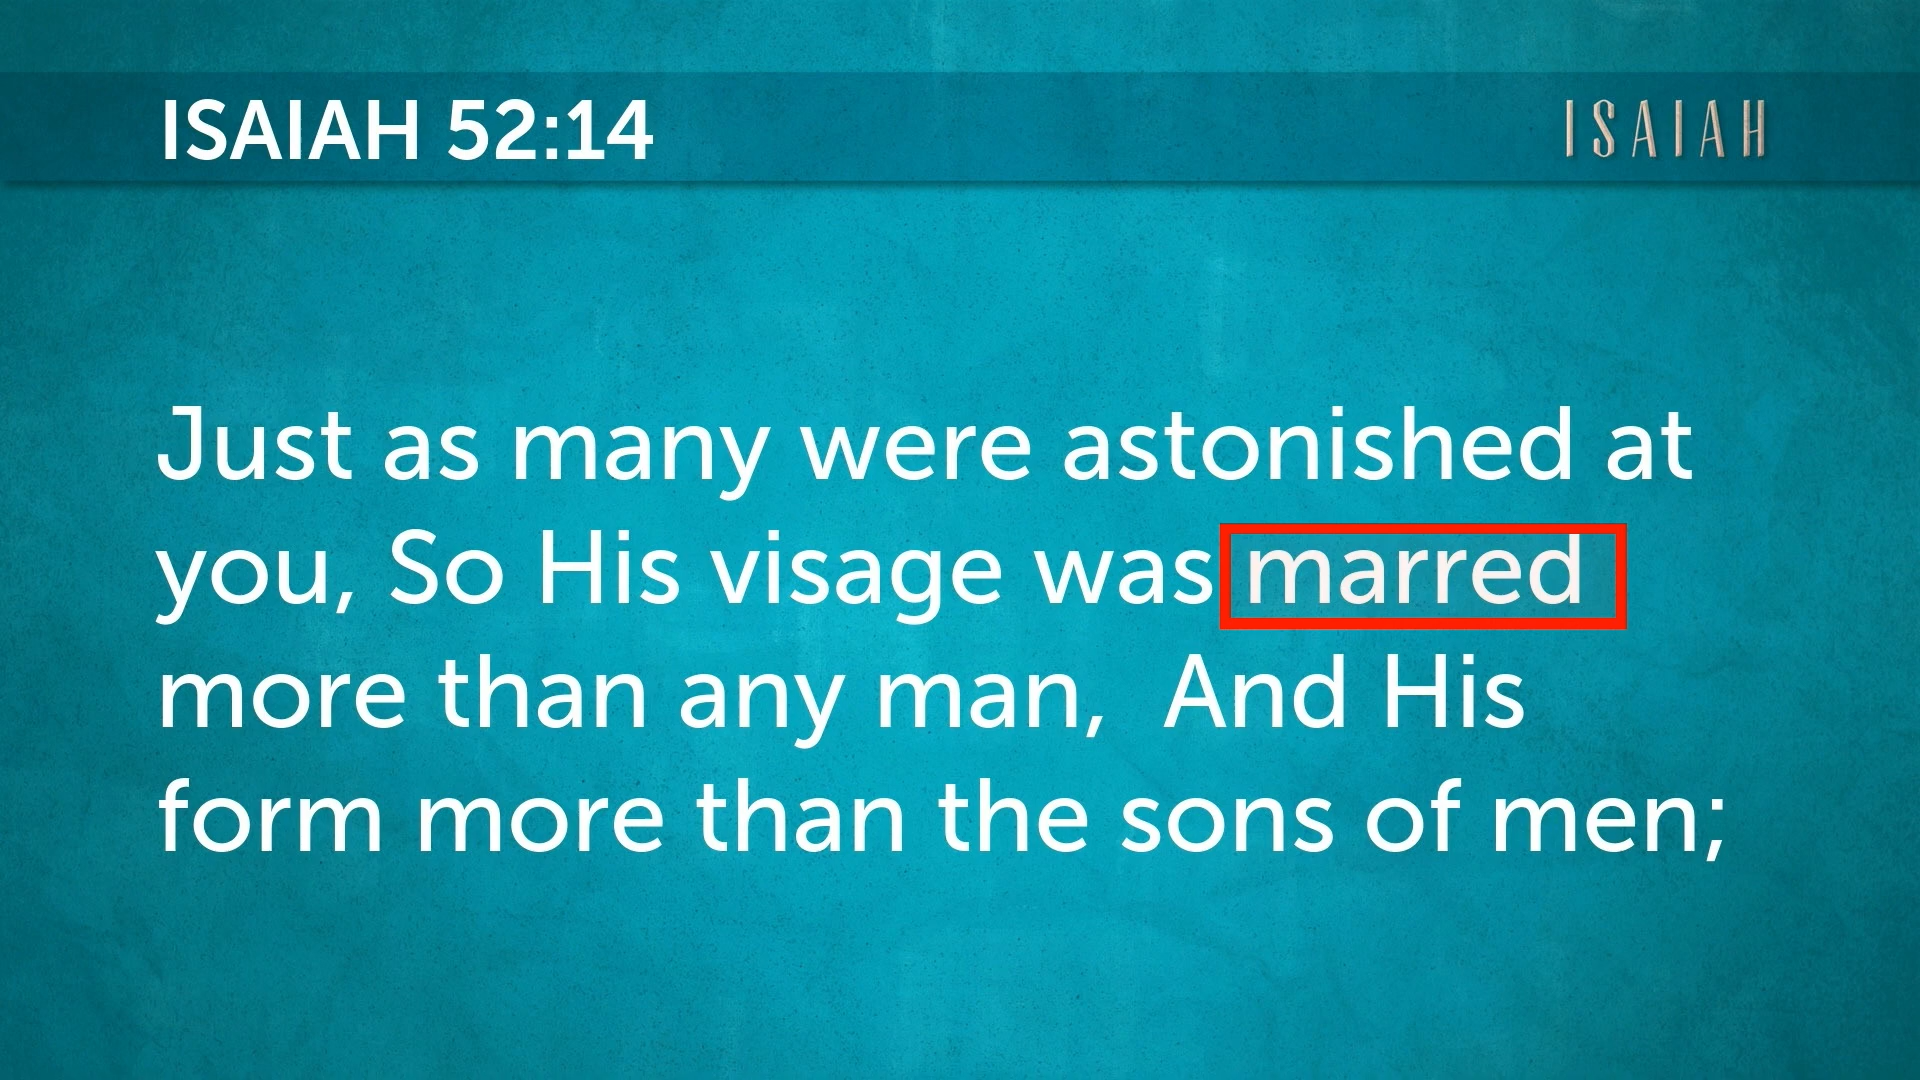 ISAIAH 52:14
ISAIAH
Just as many were astonished at
you, So His visage was marred
more than any man,  And His
form more than the sons of men;